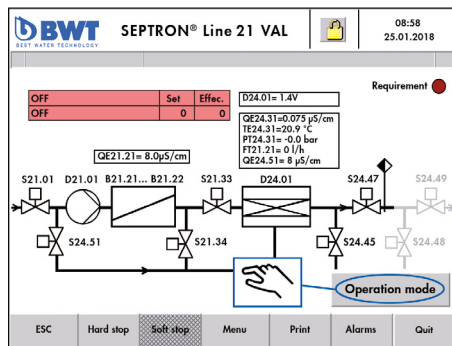 BWT
BEST WATER TECHNOLOGY
SEPTRON® Line 21 VAL
08:58
25.01.2018
Requirement
OFF Set Effec.
OFF 0 0
D24.01= 1.4V
QE24.31=0.075 µS/cm
TE24.31=20.9 °C
PT24.31= -0.0 bar
FT21.21= 0 l/h
QE24.51= 8 µS/cm
QE21.21= 8.0µS/cm
S21.01 D21.01 B21.21... B21.22 S21.33 D24.01 S24.47 S24.49
S24.51 S21.34 S24.45 S24.48
Operation mode
ESC Hard stop Soft stop Menu Print Alarms Quit